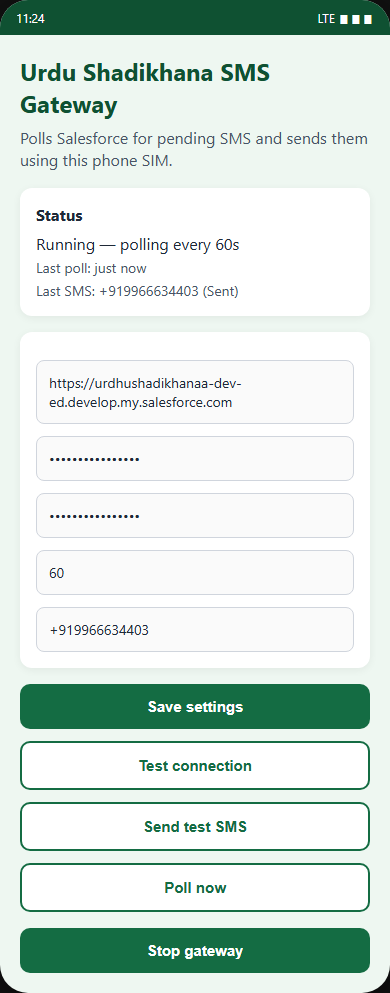 11:24
LTE
Urdu Shadikhana SMS
Gateway
Polls Salesforce for pending SMS and sends them
using this phone SIM.
Status
Running — polling every 60s
Last poll: just now
Last SMS: +919966634403 (Sent)
https://urdhushadikhanaa-dev-
ed.develop.my.salesforce.com
••••••••••••••••
••••••••••••••••
60
+919966634403
Save settings
Test connection
Send test SMS
Poll now
Stop gateway